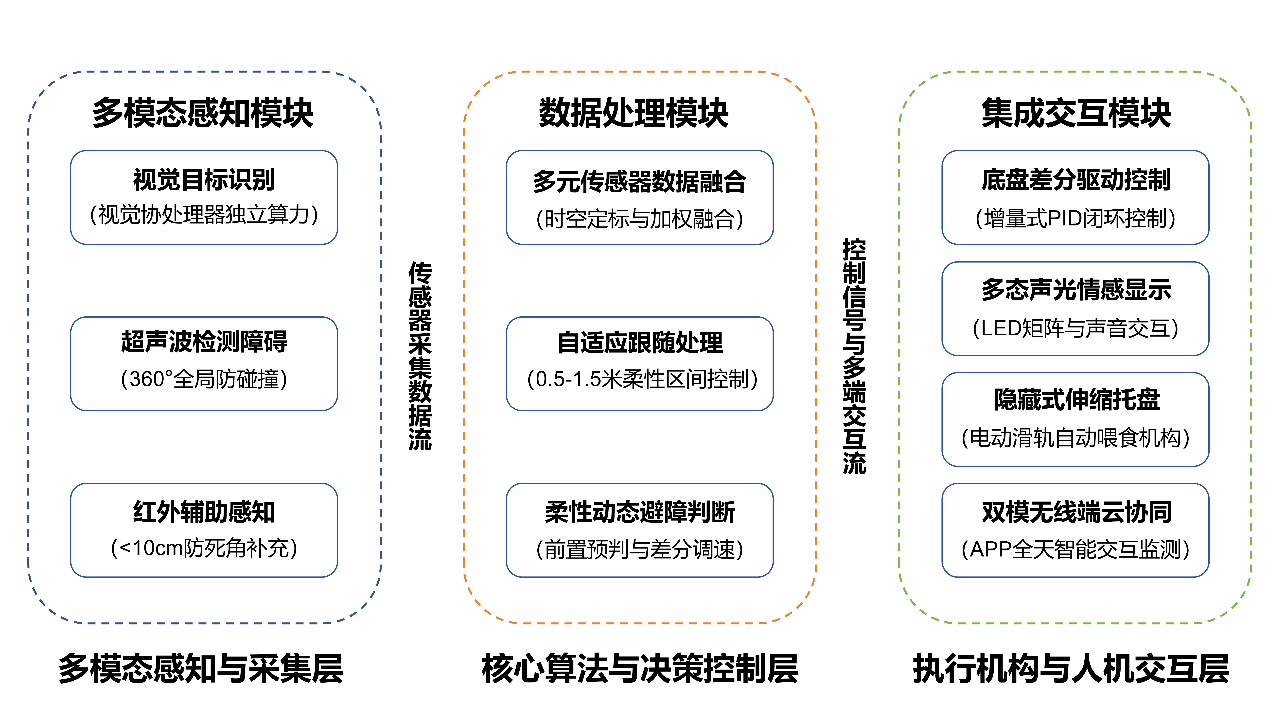 多模态感知模块
视觉目标识别
(视觉协处理器独立算力)
超声波检测障碍
(360°全局防碰撞)
红外辅助感知
(<10cm防死角补充)
多模态感知与采集层
传感器采集数据流
数据处理模块
多元传感器数据融合
(时空定标与加权融合)
自适应跟随处理
(0.5-1.5米柔性区间控制)
柔性动态避障判断
(前置预判与差分调速)
核心算法与决策控制层
控制信号与多端交互流
集成交互模块
底盘差分驱动控制
(增量式PID闭环控制)
多态声光情感显示
(LED矩阵与声音交互)
隐藏式伸缩托盘
(电动滑轨自动喂食机构)
双模无线端云协同
(APP全天智能交互监测)
执行机构与人机交互层